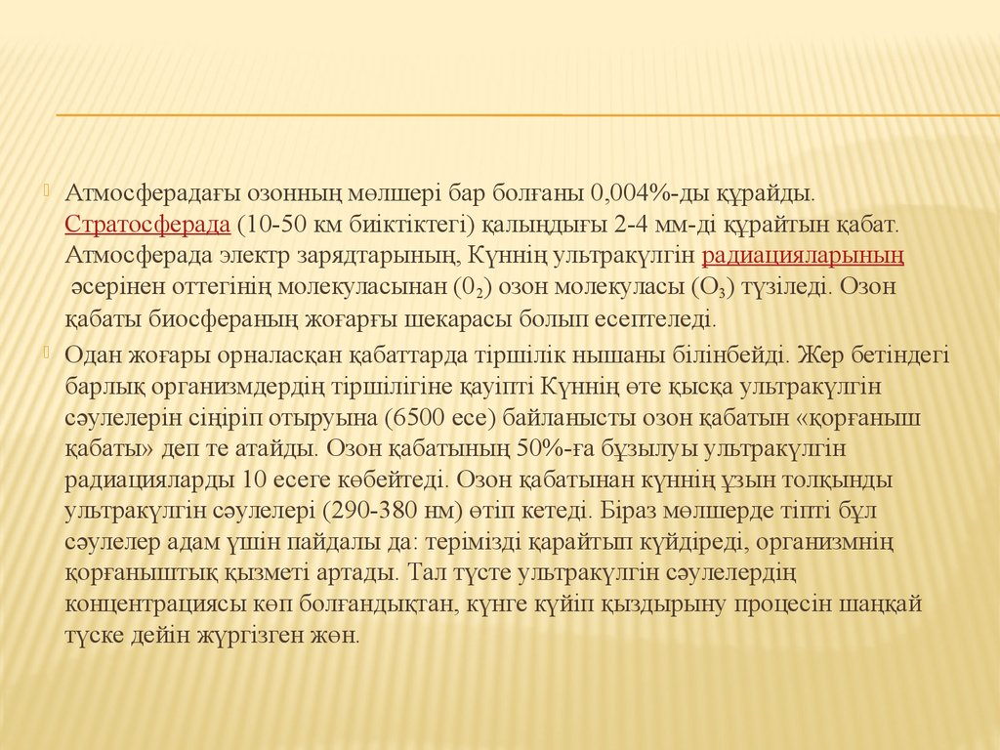 Атмосферадағы озонның мөлшері бар болғаны 0,004%-ды құрайды.
Стратосферада (10-50 км биіктіктегі) қалыңдығы 2-4 мм-ді құрайтын қабат.
Атмосферада электр зарядтарының, Күннің ультракүлгін радиацияларының
әсерінен оттегінің молекуласынан (0₂) озон молекуласы (О₃) түзіледі. Озон
қабаты биосфераның жоғарғы шекарасы болып есептеледі.
Одан жоғары орналасқан қабаттарда тіршілік нышаны білінбейді. Жер бетіндегі
барлық организмдердің тіршілігіне қауіпті Күннің өте қысқа ультракүлгін
сәулелерін сіңіріп отыруына (6500 есе) байланысты озон қабатын «қорғаныш
қабаты» деп те атайды. Озон қабатының 50%-ға бұзылуы ультракүлгін
радиацияларды 10 есеге көбейтеді. Озон қабатынан күннің ұзын толқынды
ультракүлгін сәулелері (290-380 нм) өтіп кетеді. Біраз мөлшерде тіпті бұл
сәулелер адам үшін пайдалы да: терімізді қарайтып күйдіреді, организмнің
қорғаныштық қызметі артады. Тал түсте ультракүлгін сәулелердің
концентрациясы көп болғандықтан, күнге күйіп қыздырыну процесін шаңқай
түске дейін жүргізген жөн.